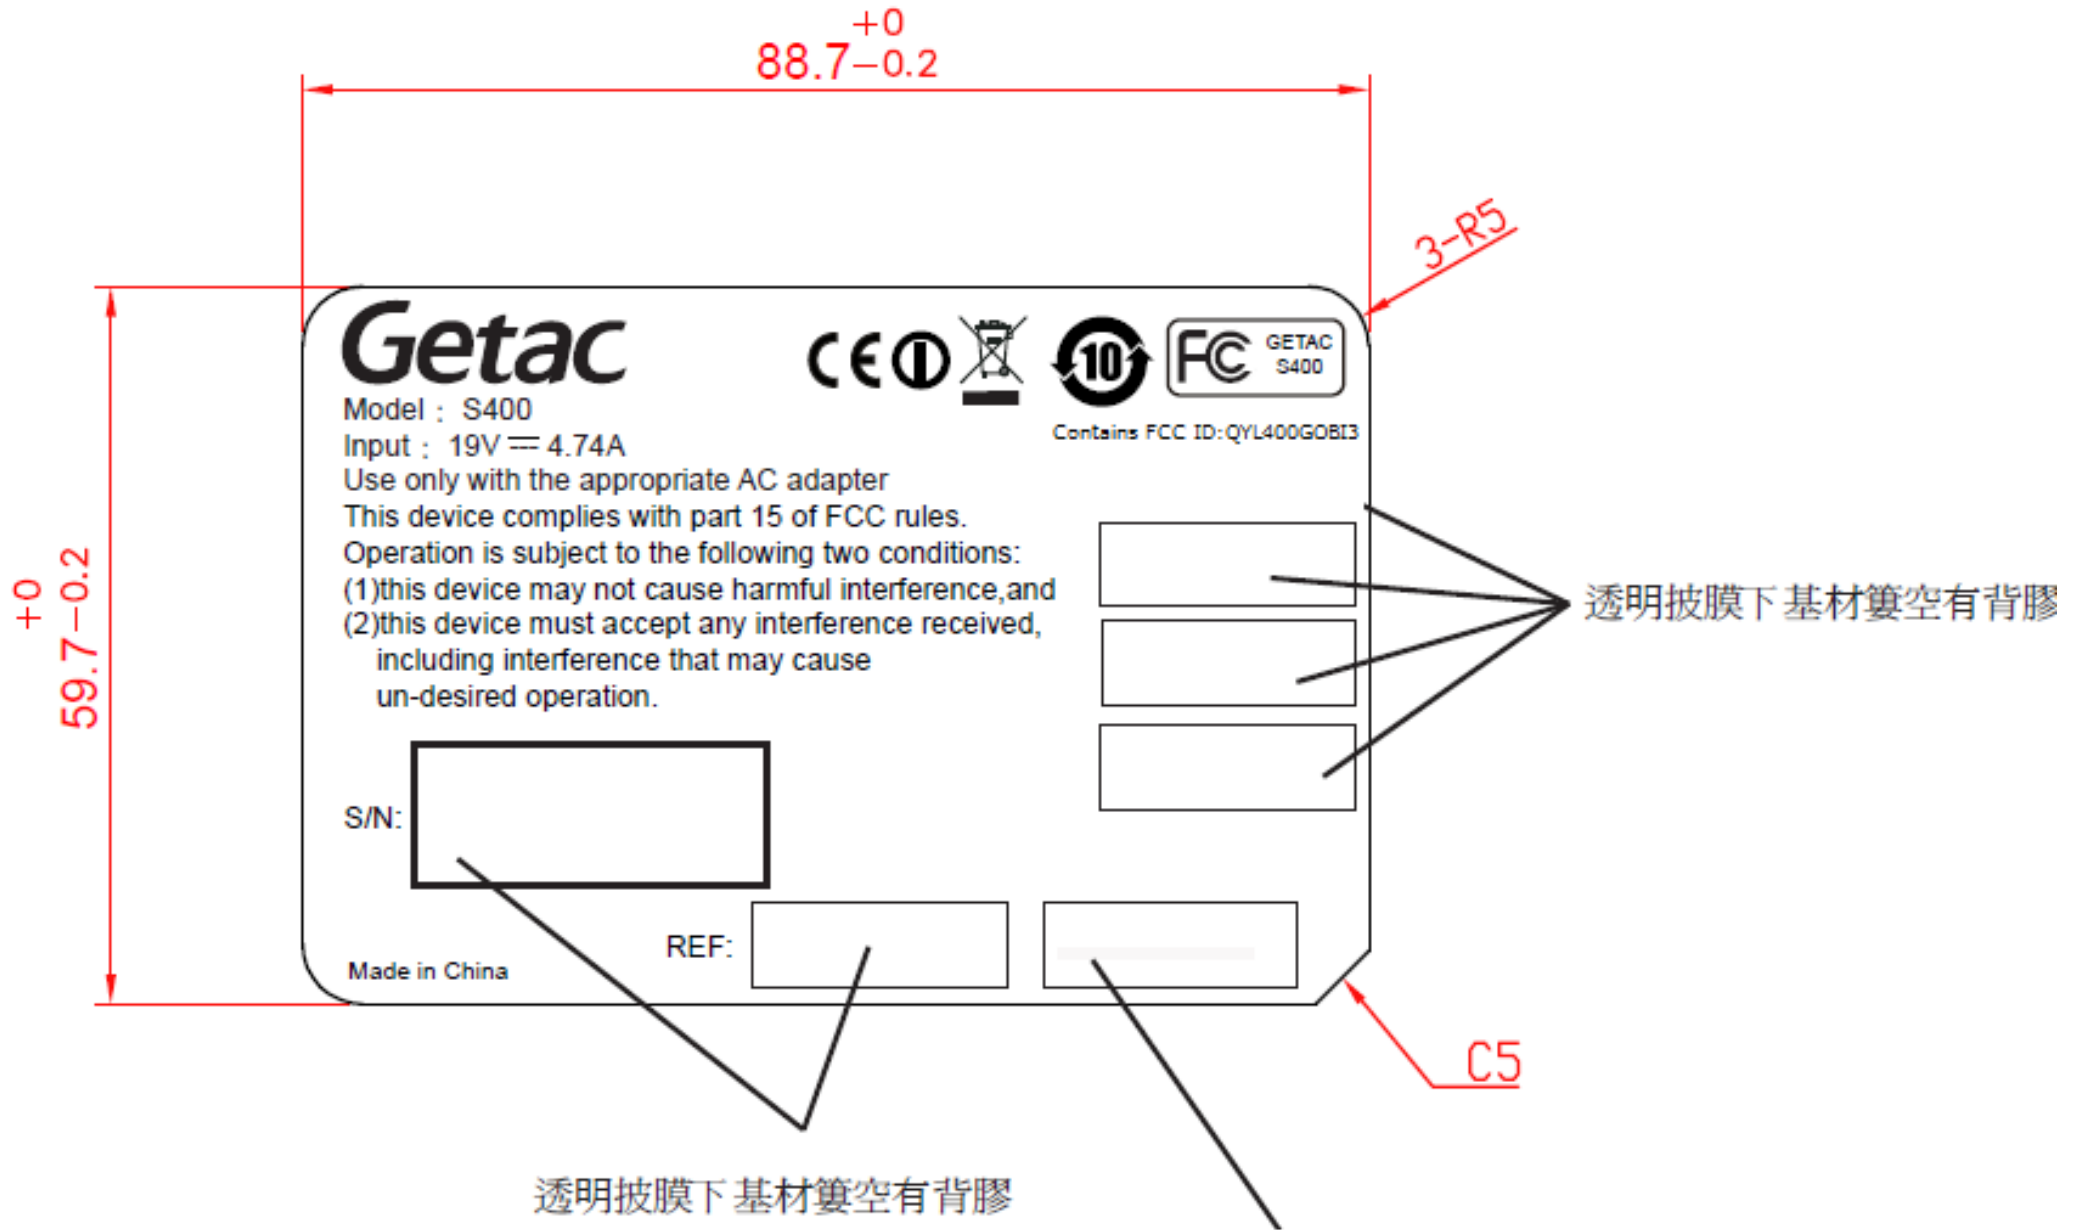 +0
88.7-0.2
3-R5
+0
59.7-0.2
Getac
CE
10
FC GETAC
S400
Model : S400
Contains FCC ID:QYL400GOBI3
Input : 19V ⎓ 4.74A
Use only with the appropriate AC adapter
This device complies with part 15 of FCC rules.
Operation is subject to the following two conditions:
(1)this device may not cause harmful interference,and
(2)this device must accept any interference received,
including interference that may cause
un-desired operation.
透明披膜下基材簍空有背膠
S/N:
REF:
Made in China
C5
透明披膜下基材簍空有背膠